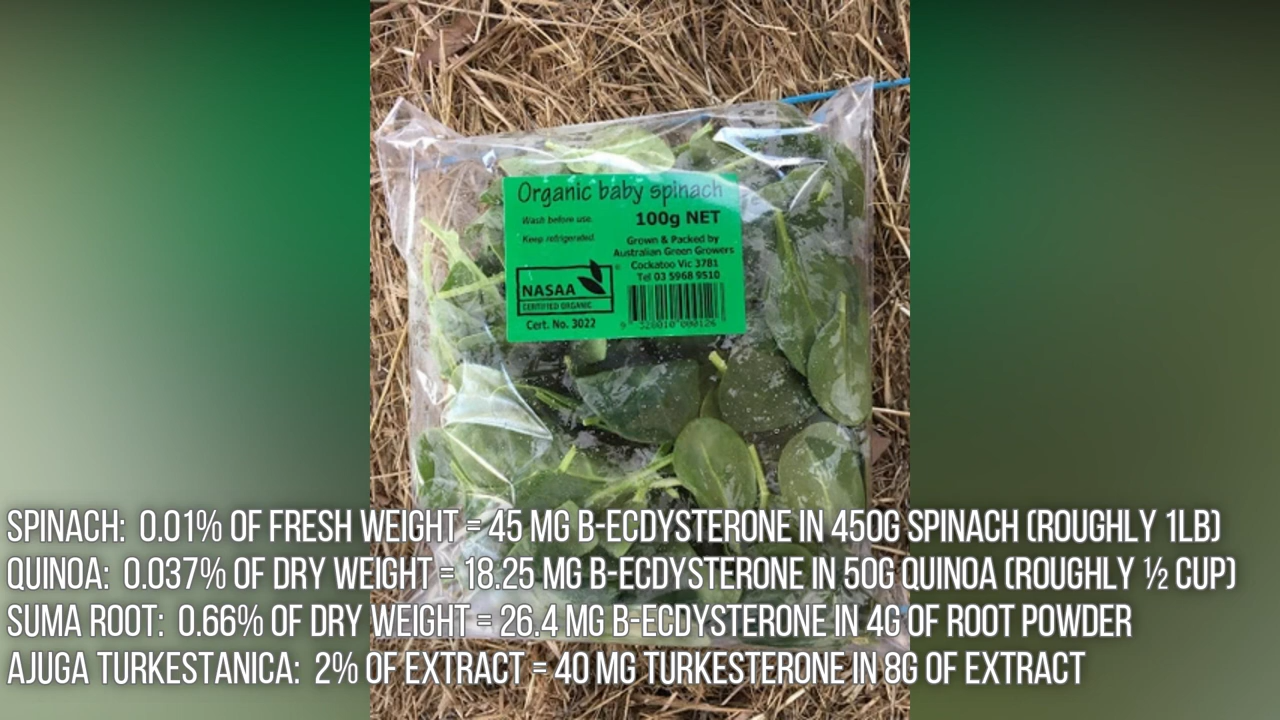 Organic baby spinach
Wash before use.
100g NET
Keep refrigerated.
Grown & Packed by
Australian Green Growers
Cockatoo Vic 3781
Tel 03 5968 9510
NASAA
CERTIFIED ORGANIC
Cert. No. 3022
SPINACH: 0.01% OF FRESH WEIGHT = 45 MG B-ECDYSTERONE IN 450G SPINACH (ROUGHLY 1LB)
QUINOA: 0.037% OF DRY WEIGHT = 18.25 MG B-ECDYSTERONE IN 50G QUINOA (ROUGHLY ½ CUP)
SUMA ROOT: 0.66% OF DRY WEIGHT = 26.4 MG B-ECDYSTERONE IN 4G OF ROOT POWDER
AJUGA TURKESTANICA: 2% OF EXTRACT = 40 MG TURKESTERONE IN 8G OF EXTRACT